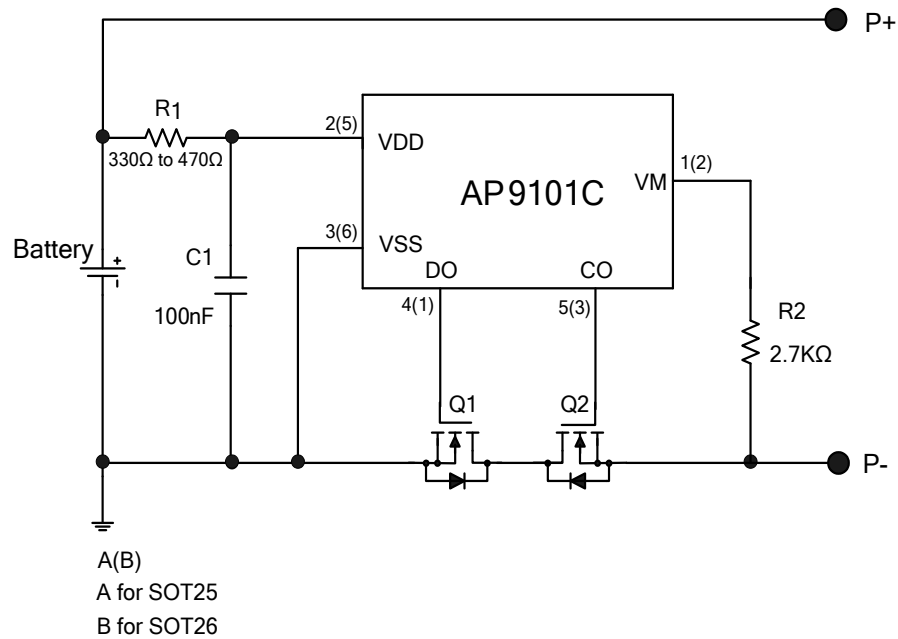 P+
R1
330Ω to 470Ω
2(5)
VDD
AP9101C
VM
1(2)
Battery
+
-
C1
100nF
3(6)
VSS
DO
CO
4(1)
5(3)
R2
2.7KΩ
Q1
Q2
P-
A(B)
A for SOT25
B for SOT26